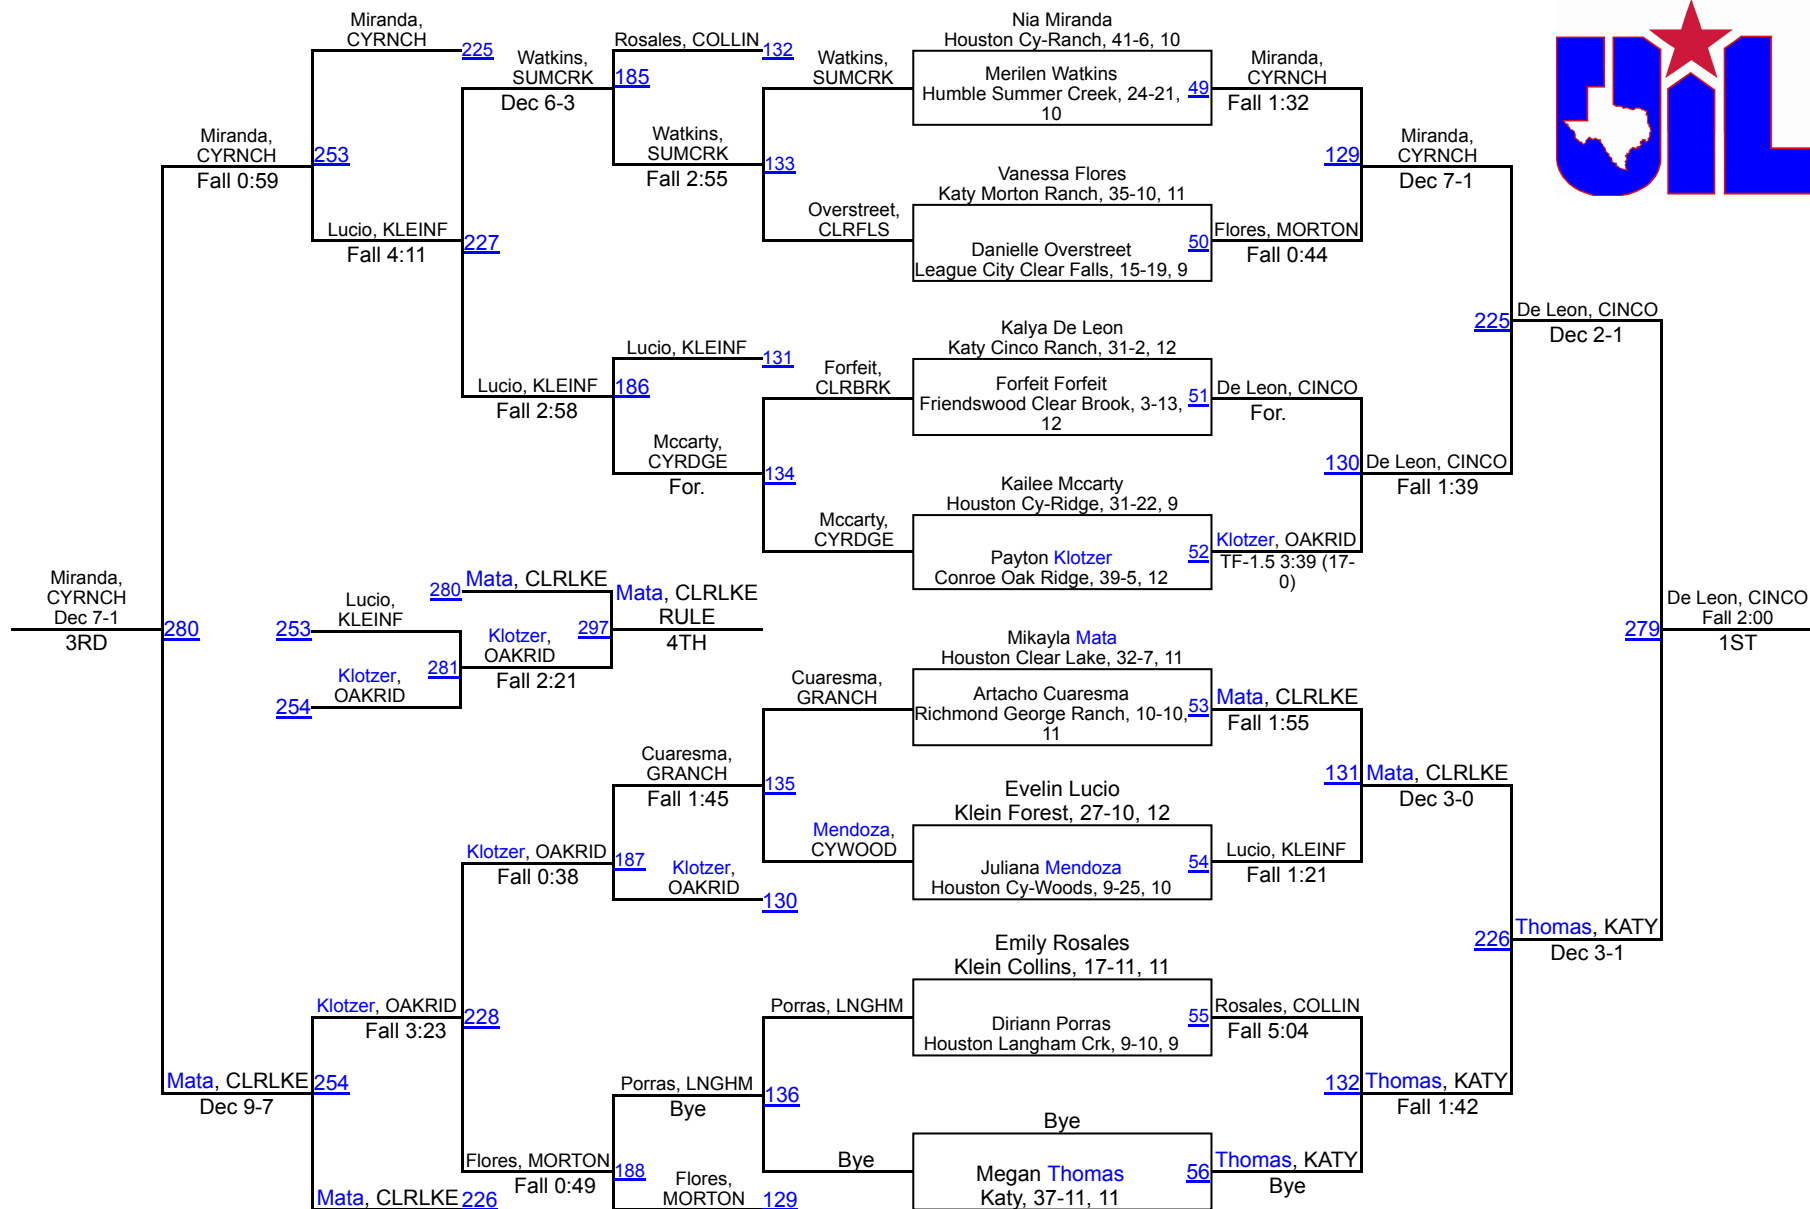 Miranda,
CYRNCH
225
Watkins,
SUMCRK
Dec 6-3
Rosales, COLLIN
132
185
Watkins,
SUMCRK
Nia Miranda
Houston Cy-Ranch, 41-6, 10
Merilen Watkins
Humble Summer Creek, 24-21,
10
49
Miranda,
CYRNCH
Fall 1:32
UIL
Miranda,
CYRNCH
Fall 0:59
253
Watkins,
SUMCRK
Fall 2:55
133
Vanessa Flores
Katy Morton Ranch, 35-10, 11
129
Miranda,
CYRNCH
Dec 7-1
Lucio, KLEINF
Fall 4:11
227
Overstreet,
CLRFLS
Danielle Overstreet
League City Clear Falls, 15-19, 9
50
Flores, MORTON
Fall 0:44
Lucio, KLEINF
131
Kalya De Leon
Katy Cinco Ranch, 31-2, 12
225
De Leon, CINCO
Dec 2-1
Lucio, KLEINF
Fall 2:58
186
Forfeit,
CLRBRK
Forfeit Forfeit
Friendswood Clear Brook, 3-13,
12
51
De Leon, CINCO
For.
Mccarty,
CYRDGE
For.
134
Kailee Mccarty
Houston Cy-Ridge, 31-22, 9
130
De Leon, CINCO
Fall 1:39
Mccarty,
CYRDGE
Payton Klotzer
Conroe Oak Ridge, 39-5, 12
52
Klotzer, OAKRID
TF-1.5 3:39 (17-
0)
Miranda,
CYRNCH
Dec 7-1
3RD
280
280
Mata, CLRLKE
Mata, CLRLKE
RULE
4TH
253
Lucio,
KLEINF
297
Klotzer,
OAKRID
Fall 2:21
281
254
Klotzer,
OAKRID
279
De Leon, CINCO
Fall 2:00
1ST
Cuaresma,
GRANCH
Mikayla Mata
Houston Clear Lake, 32-7, 11
Artacho Cuaresma
Richmond George Ranch, 10-10,
11
53
Mata, CLRLKE
Fall 1:55
Cuaresma,
GRANCH
Fall 1:45
135
Evelin Lucio
Klein Forest, 27-10, 12
131
Mata, CLRLKE
Dec 3-0
Klotzer, OAKRID
Fall 0:38
187
Klotzer,
OAKRID
130
Mendoza,
CYWOOD
Juliana Mendoza
Houston Cy-Woods, 9-25, 10
54
Lucio, KLEINF
Fall 1:21
226
Thomas, KATY
Dec 3-1
Klotzer, OAKRID
Fall 3:23
228
Porras, LNGHM
Emily Rosales
Klein Collins, 17-11, 11
Diriann Porras
Houston Langham Crk, 9-10, 9
55
Rosales, COLLIN
Fall 5:04
Mata, CLRLKE
Dec 9-7
254
Porras, LNGHM
Bye
136
132
Thomas, KATY
Fall 1:42
Flores, MORTON
Fall 0:49
188
Bye
Bye
Megan Thomas
Katy, 37-11, 11
56
Thomas, KATY
Bye
Mata, CLRLKE
226
Flores,
MORTON
129